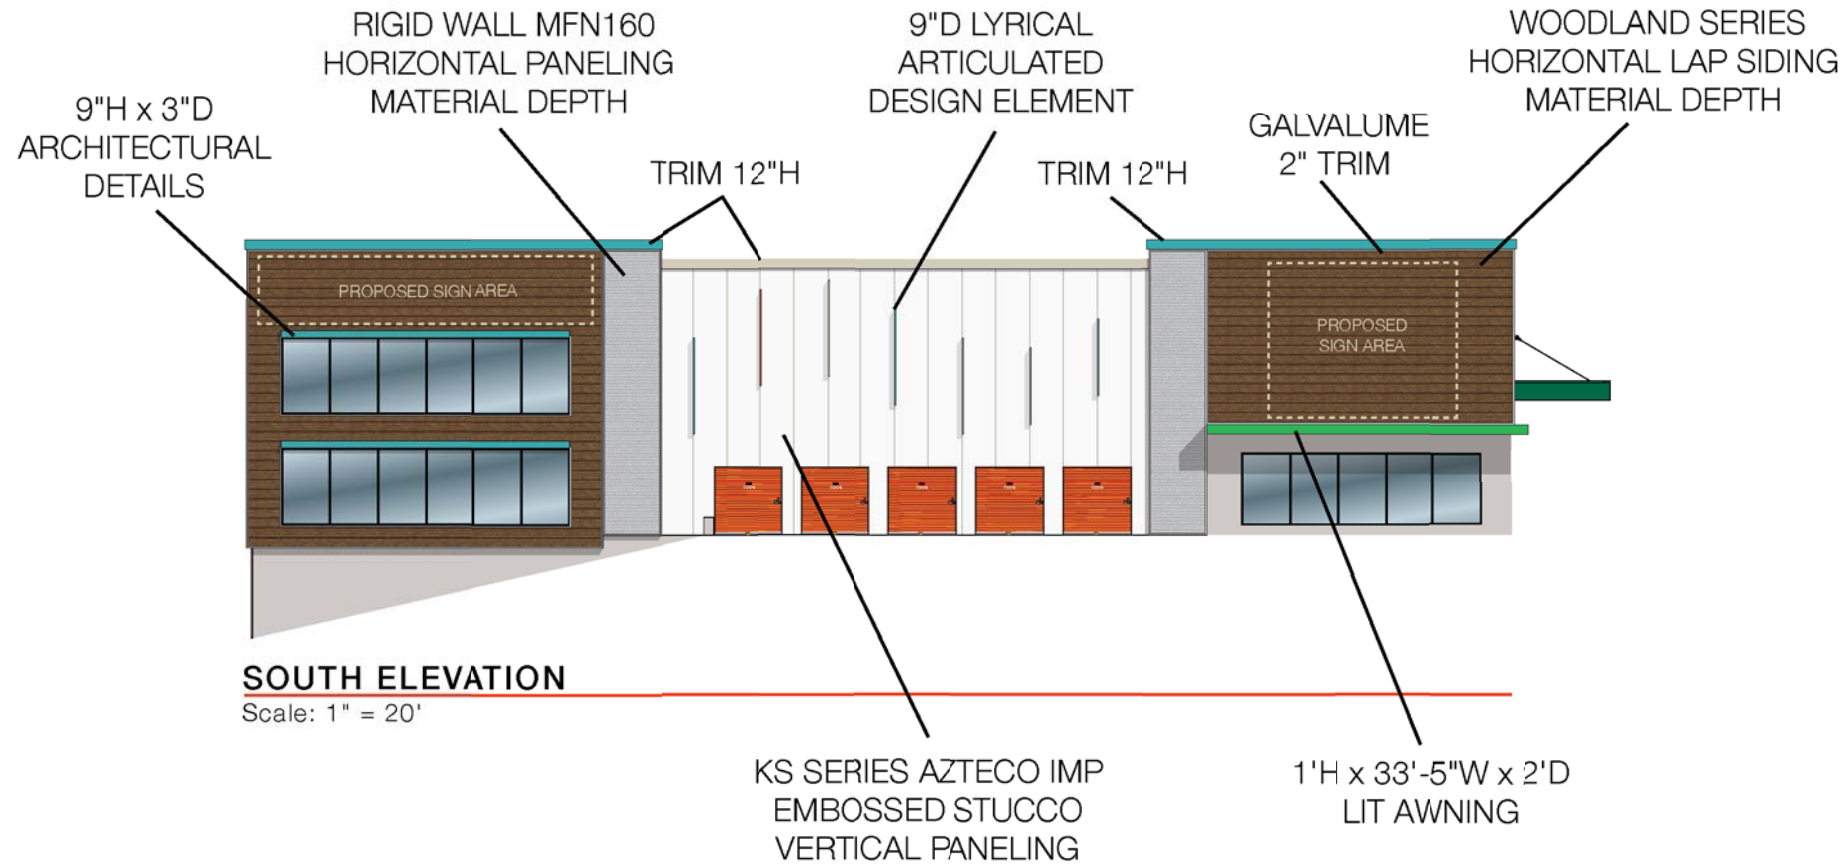 RIGID WALL MFN160
HORIZONTAL PANELING
MATERIAL DEPTH
9"D LYRICAL
ARTICULATED
DESIGN ELEMENT
WOODLAND SERIES
HORIZONTAL LAP SIDING
MATERIAL DEPTH
9"H x 3"D
ARCHITECTURAL
DETAILS
TRIM 12"H
TRIM 12"H
GALVALUME
2" TRIM
PROPOSED SIGN AREA
PROPOSED
SIGN AREA
SOUTH ELEVATION
Scale: 1" = 20'
KS SERIES AZTECO IMP
EMBOSSED STUCCO
VERTICAL PANELING
1'H x 33'-5"W x 2'D
LIT AWNING